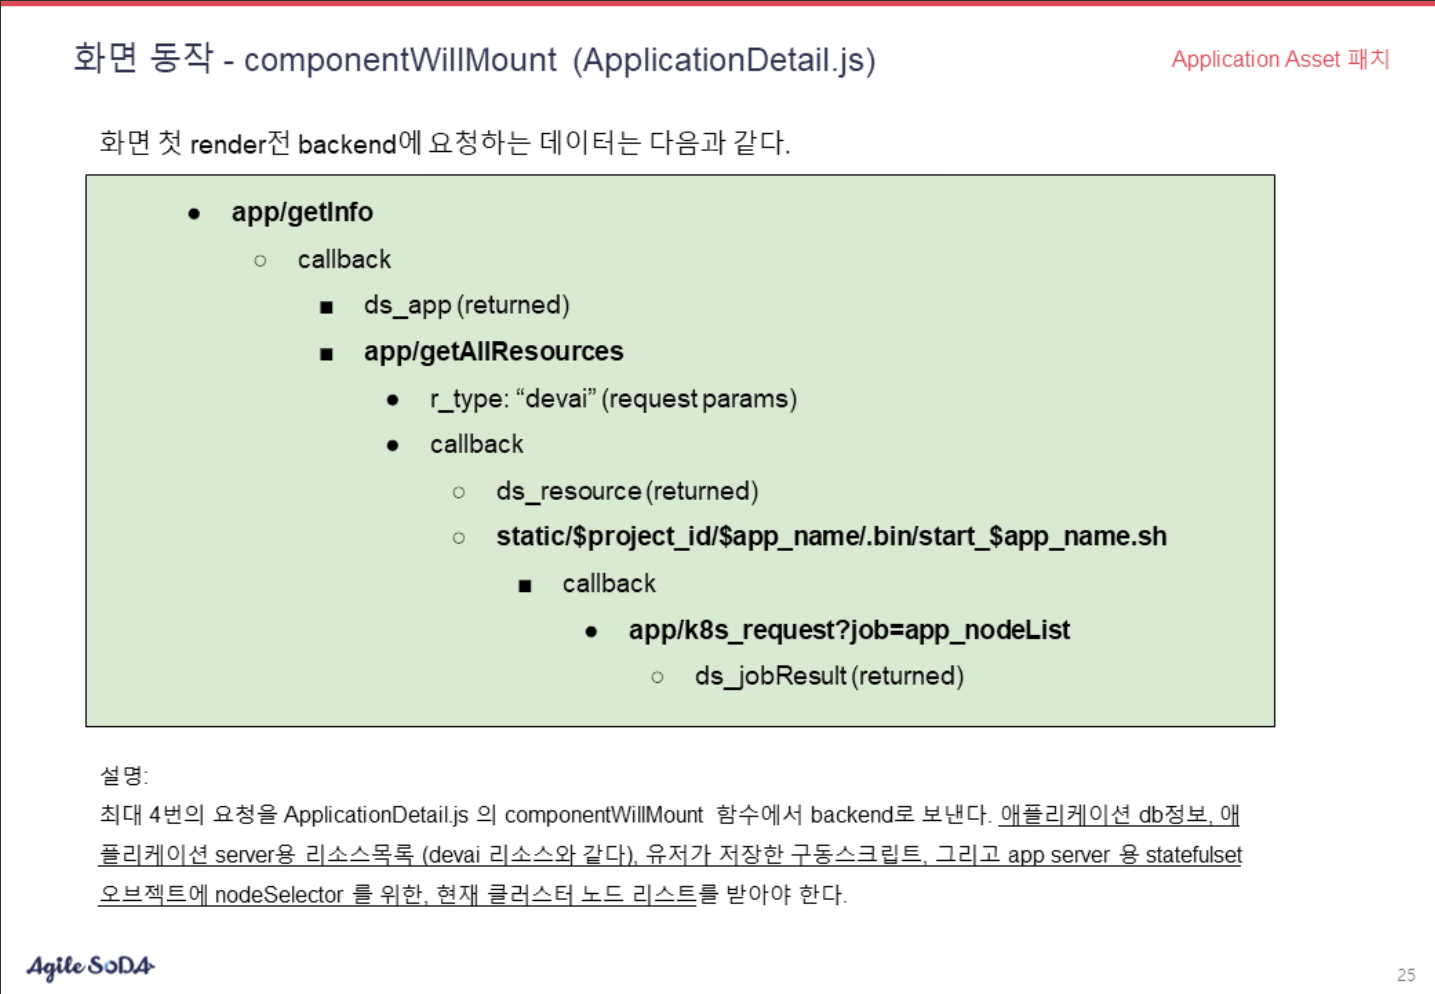 화면 동작 - componentWillMount (ApplicationDetail.js)
Application Asset 패치
화면 첫 render전 backend에 요청하는 데이터는 다음과 같다.
● app/getInfo
○ callback
■ ds_app (returned)
■ app/getAllResources
● r_type: “devai” (request params)
● callback
○ ds_resource (returned)
○ static/$project_id/$app_name/.bin/start_$app_name.sh
■ callback
● app/k8s_request?job=app_nodeList
○ ds_jobResult (returned)
설명:
최대 4번의 요청을 ApplicationDetail.js 의 componentWillMount 함수에서 backend로 보낸다. 애플리케이션 db정보, 애
플리케이션 server용 리소스목록 (devai 리소스와 같다), 유저가 저장한 구동스크립트, 그리고 app server 용 statefulset
오브젝트에 nodeSelector 를 위한, 현재 클러스터 노드 리스트를 받아야 한다.
Agile SoDA
25